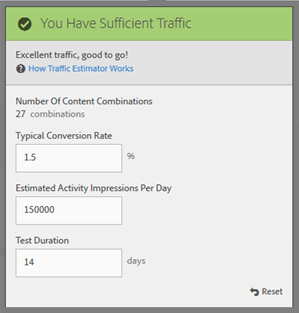 You Have Sufficient Traffic
Excellent traffic, good to go!
How Traffic Estimator Works
Number Of Content Combinations
27 combinations
Typical Conversion Rate
1.5 %
Estimated Activity Impressions Per Day
150000
Test Duration
14 days
Reset